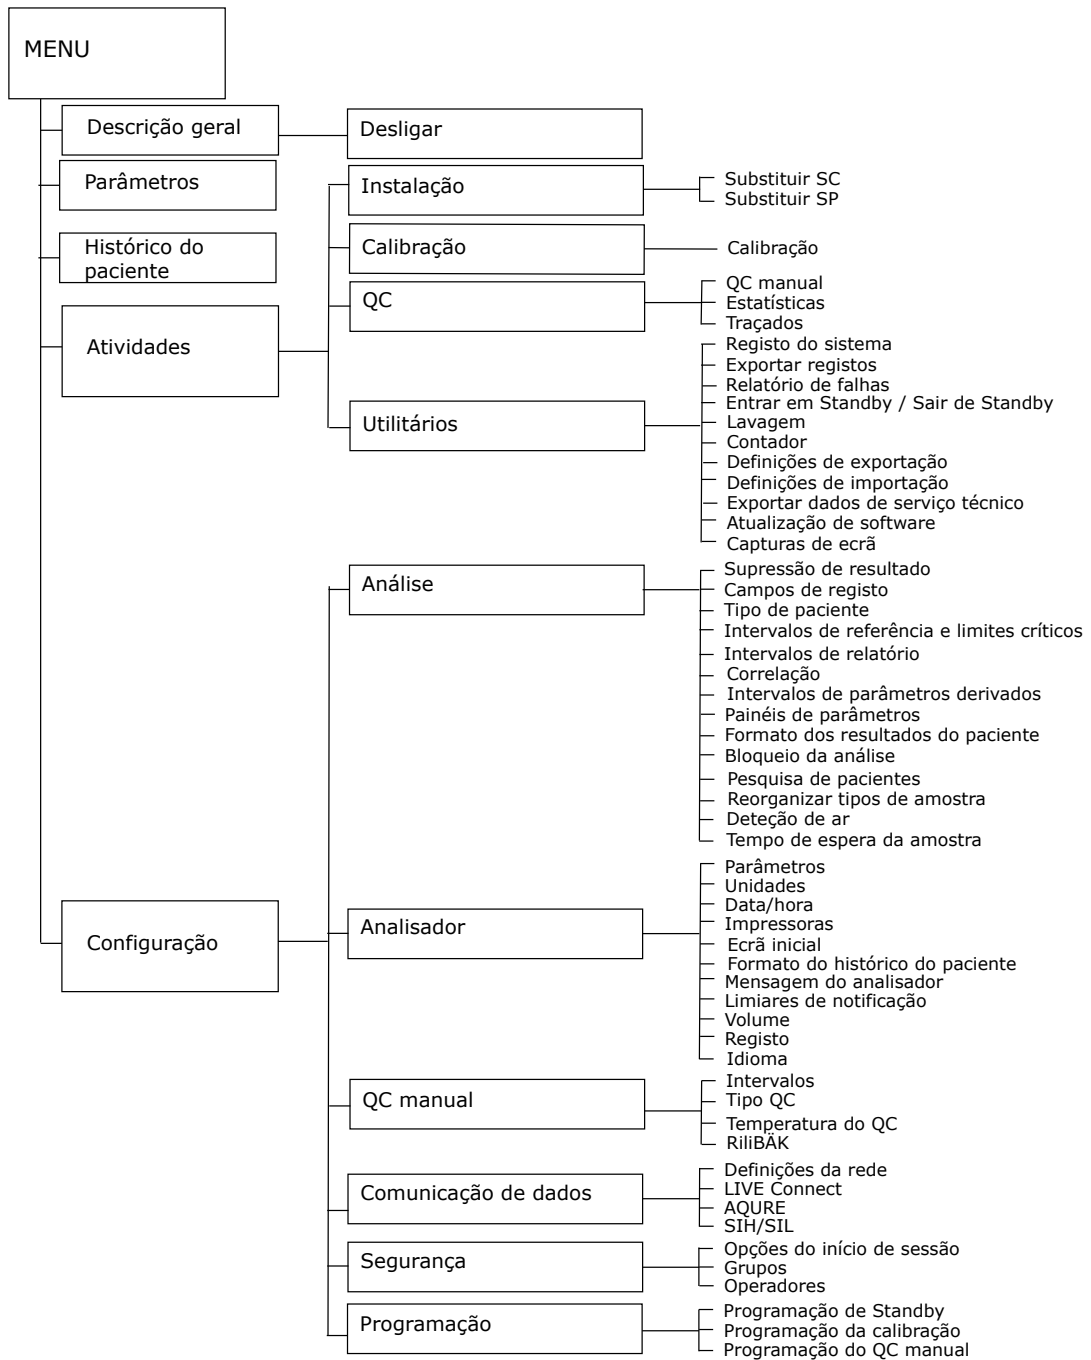 MENU
Descrição geral
Desligar
Parâmetros
Histórico do
paciente
Atividades
Instalação
Substituir SC
Substituir SP
Calibração
Calibração
QC
QC manual
Estatísticas
Traçados
Utilitários
Registo do sistema
Exportar registos
Relatório de falhas
Entrar em Standby / Sair de Standby
Lavagem
Contador
Definições de exportação
Definições de importação
Exportar dados de serviço técnico
Atualização de software
Capturas de ecrã
Configuração
Análise
Supressão de resultado
Campos de registo
Tipo de paciente
Intervalos de referência e limites críticos
Intervalos de relatório
Correlação
Intervalos de parâmetros derivados
Painéis de parâmetros
Formato dos resultados do paciente
Bloqueio da análise
Pesquisa de pacientes
Reorganizar tipos de amostra
Deteção de ar
Tempo de espera da amostra
Analisador
Parâmetros
Unidades
Data/hora
Impressoras
Ecrã inicial
Formato do histórico do paciente
Mensagem do analisador
Limiares de notificação
Volume
Registo
Idioma
QC manual
Intervalos
Tipo QC
Temperatura do QC
RiliBÄK
Comunicação de dados
Definições da rede
LIVE Connect
AQURE
SIH/SIL
Segurança
Opções do início de sessão
Grupos
Operadores
Programação
Programação de Standby
Programação da calibração
Programação do QC manual